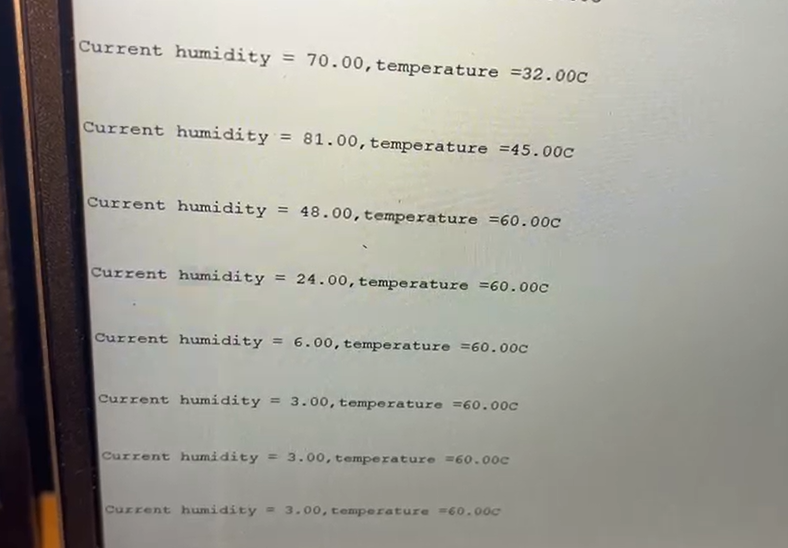 Current humidity = 70.00,temperature =32.00C
Current humidity = 81.00,temperature =45.00C
Current humidity = 48.00,temperature =60.00C
Current humidity = 24.00,temperature =60.00C
Current humidity = 6.00,temperature =60.00C
Current humidity = 3.00,temperature =60.00C
Current humidity = 3.00,temperature =60.00C
Current humidity = 3.00,temperature =60.00C